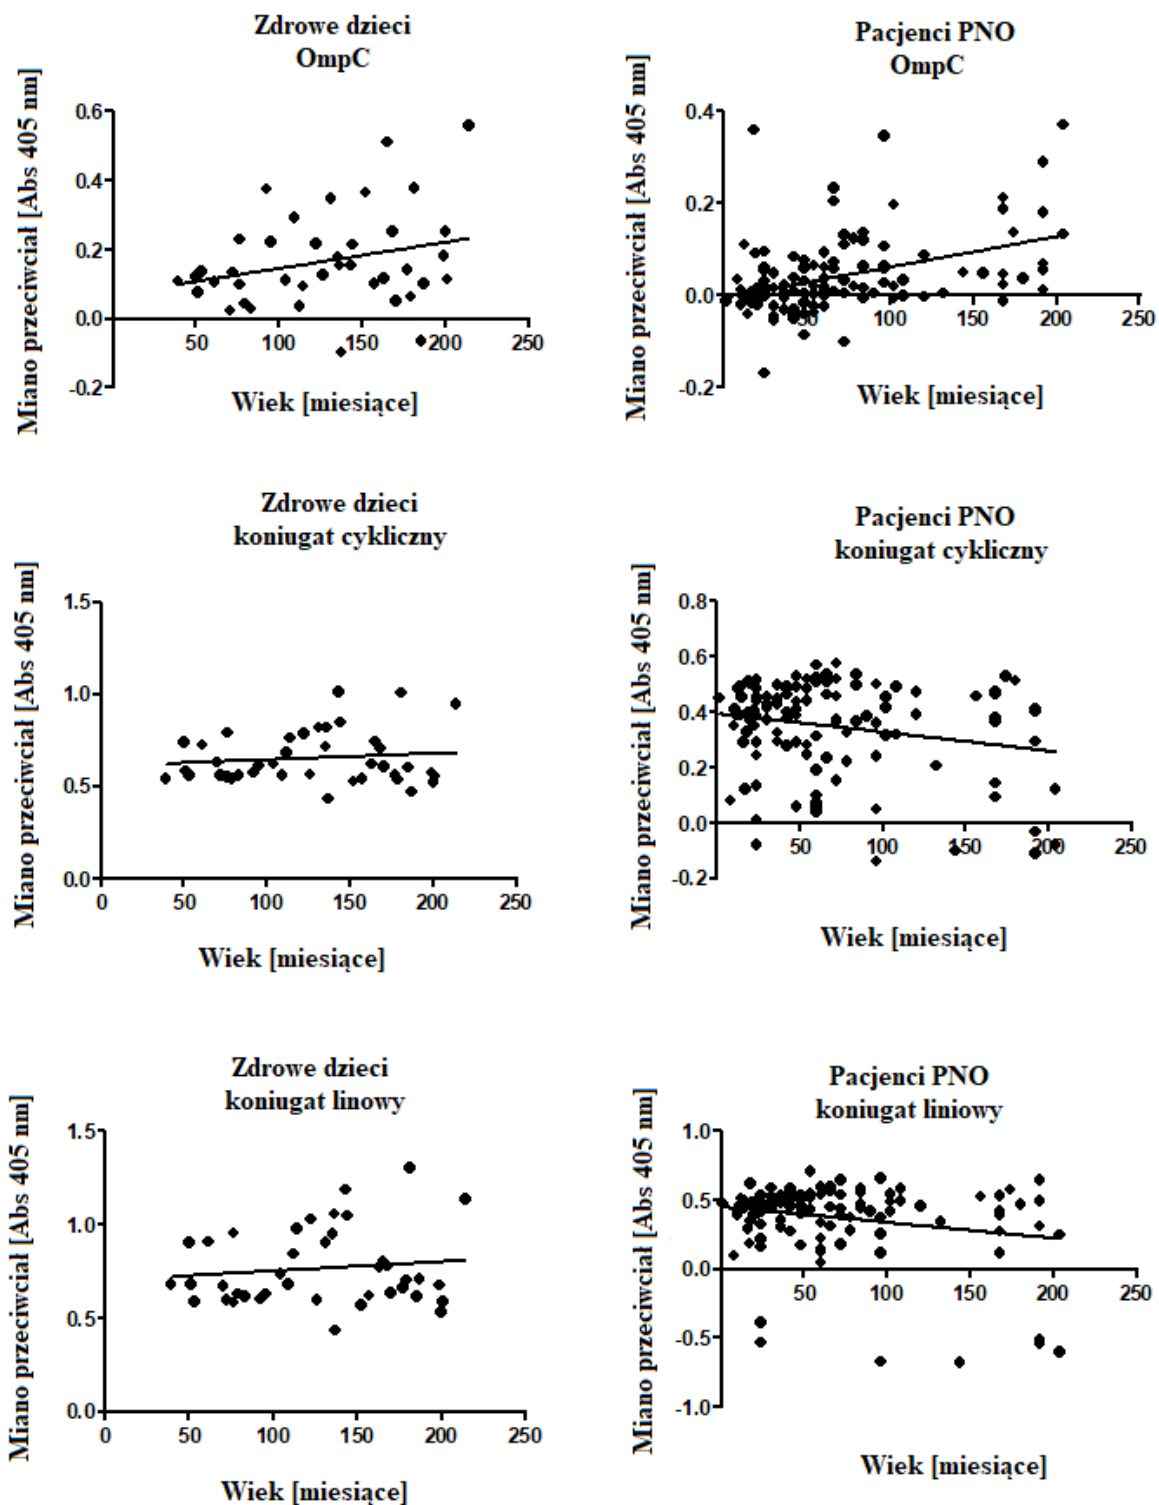 Zdrowe dzieci
OmpC
Miano przeciwciał [Abs 405 nm]
0.6
0.4
0.2
0.0
-0.2
50
100
150
200
250
Wiek [miesiące]
Pacjenci PNO
OmpC
Miano przeciwciał [Abs 405 nm]
0.4
0.2
0.0
-0.2
50
100
150
200
250
Wiek [miesiące]
Zdrowe dzieci
koniugat cykliczny
Miano przeciwciał [Abs 405 nm]
1.5
1.0
0.5
0.0
0
50
100
150
200
250
Wiek [miesiące]
Pacjenci PNO
koniugat cykliczny
Miano przeciwciał [Abs 405 nm]
0.8
0.6
0.4
0.2
0.0
-0.2
50
100
150
200
250
Wiek [miesiące]
Zdrowe dzieci
koniugat linowy
Miano przeciwciał [Abs 405 nm]
1.5
1.0
0.5
0.0
0
50
100
150
200
250
Wiek [miesiące]
Pacjenci PNO
koniugat liniowy
Miano przeciwciał [Abs 405 nm]
1.0
0.5
0.0
-0.5
-1.0
50
100
150
200
250
Wiek [miesiące]